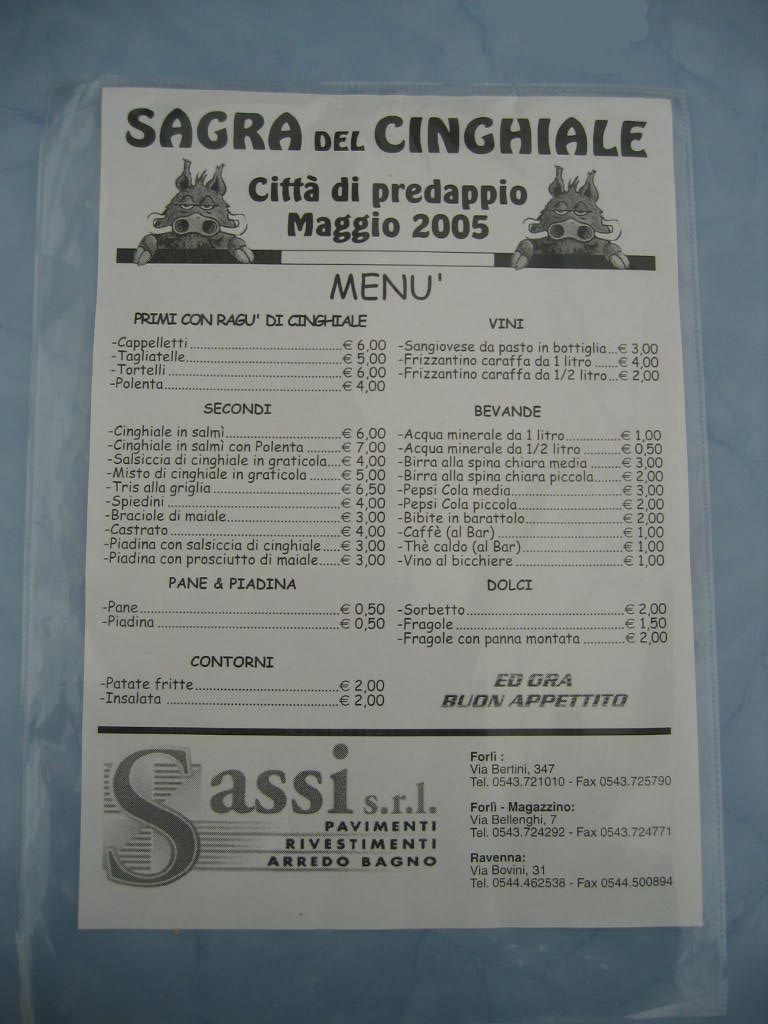 SAGRA DEL CINGHIALE
Città di predappio
Maggio 2005
MENU'
PRIMI CON RAGU' DI CINGHIALE
-Cappelletti.....€ 6,00
-Tagliatelle.....€ 5,00
-Tortelli.....€ 6,00
-Polenta.....€ 4,00
SECONDI
-Cinghiale in salmì.....€ 6,00
-Cinghiale in salmì con Polenta.....€ 7,00
-Salsiccia di cinghiale in graticola....€ 4,00
-Misto di cinghiale in graticola.....€ 5,00
-Tris alla griglia.....€ 6,50
-Spiedini.....€ 4,00
-Braciole di maiale.....€ 3,00
-Castrato.....€ 4,00
-Piadina con salsiccia di cinghiale.....€ 3,00
-Piadina con prosciutto di maiale.....€ 3,00
PANE & PIADINA
-Pane.....€ 0,50
-Piadina.....€ 0,50
CONTORNI
-Patate fritte.....€ 2,00
-Insalata.....€ 2,00
VINI
-Sangiovese da pasto in bottiglia...€ 3,00
-Frizzantino caraffa da 1 litro.....€ 4,00
-Frizzantino caraffa da 1/2 litro...€ 2,00
BEVANDE
-Acqua minerale da 1 litro.....€ 1,00
-Acqua minerale da 1/2 litro.....€ 0,50
-Birra alla spina chiara media.....€ 3,00
-Birra alla spina chiara piccola.....€ 2,00
-Pepsi Cola media.....€ 3,00
-Pepsi Cola piccola.....€ 2,00
-Bibite in barattolo.....€ 2,00
-Caffè (al Bar).....€ 1,00
-Thè caldo (al Bar).....€ 1,00
-Vino al bicchiere.....€ 1,00
DOLCI
-Sorbetto.....€ 2,00
-Fragole.....€ 1,50
-Fragole con panna montata.....€ 2,00
ED ORA
BUON APPETTITO
Sassi s.r.l.
PAVIMENTI
RIVESTIMENTI
ARREDO BAGNO
Forlì :
Via Bertini, 347
Tel. 0543.721010 - Fax 0543.725790
Forlì - Magazzino:
Via Bellenghi, 7
Tel. 0543.724292 - Fax 0543.724771
Ravenna:
Via Bovini, 31
Tel. 0544.462538 - Fax 0544.500894